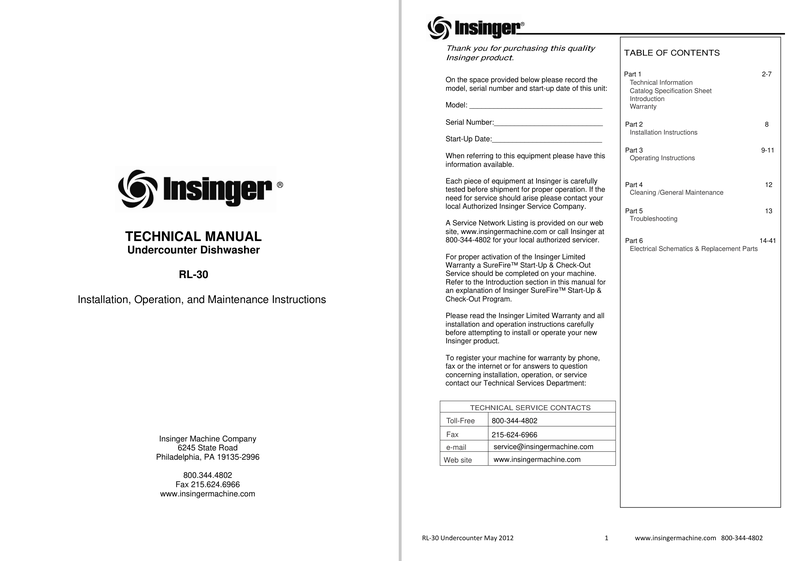 Insinger®
TECHNICAL MANUAL
Undercounter Dishwasher
RL-30
Installation, Operation, and Maintenance Instructions
Insinger Machine Company
6245 State Road
Philadelphia, PA 19135-2996
800.344.4802
Fax 215.624.6966
www.insingermachine.com
Insinger®
Thank you for purchasing this quality
Insinger product.
On the space provided below please record the
model, serial number and start-up date of this unit:
Model: ___________________________________
Serial Number:____________________________
Start-Up Date:_____________________________
When referring to this equipment please have this
information available.
Each piece of equipment at Insinger is carefully
tested before shipment for proper operation. If the
need for service should arise please contact your
local Authorized Insinger Service Company.
A Service Network Listing is provided on our web
site, www.insingermachine.com or call Insinger at
800-344-4802 for your local authorized servicer.
For proper activation of the Insinger Limited
Warranty a SureFire™ Start-Up & Check-Out
Service should be completed on your machine.
Refer to the Introduction section in this manual for
an explanation of Insinger SureFire™ Start-Up &
Check-Out Program.
Please read the Insinger Limited Warranty and all
installation and operation instructions carefully
before attempting to install or operate your new
Insinger product.
To register your machine for warranty by phone,
fax or the internet or for answers to question
concerning installation, operation, or service
contact our Technical Services Department:
TECHNICAL SERVICE CONTACTS
Toll-Free 800-344-4802
Fax 215-624-6966
e-mail service@insingermachine.com
Web site www.insingermachine.com
TABLE OF CONTENTS
Part 1 2-7
Technical Information
Catalog Specification Sheet
Introduction
Warranty
Part 2 8
Installation Instructions
Part 3 9-11
Operating Instructions
Part 4 12
Cleaning /General Maintenance
Part 5 13
Troubleshooting
Part 6 14-41
Electrical Schematics & Replacement Parts
RL-30 Undercounter May 2012 1 www.insingermachine.com 800-344-4802